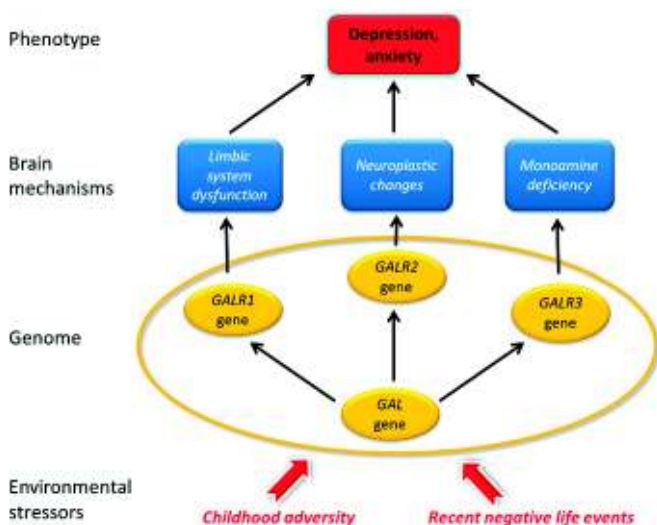 Phenotype
Depression,
anxiety
Brain
mechanisms
Limbic
system
dysfunction
Neuroplastic
changes
Monoamine
deficiency
Genome
GALR1
gene
GALR2
gene
GALR3
gene
GAL
gene
Environmental
stressors
Childhood adversity
Recent negative life events